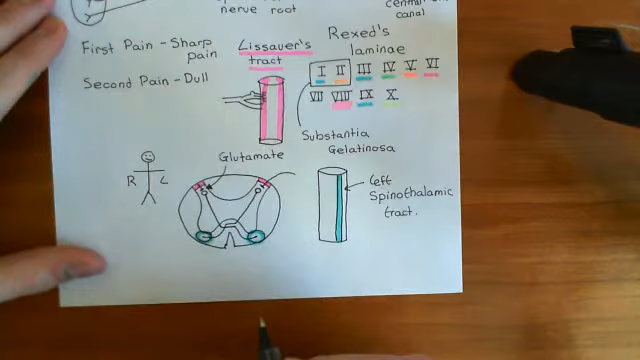 nerve root
central
canal
First Pain - Sharp
pain
Second Pain - Dull
Lissauer's
tract
Rexed's
laminae
I II III IV V VI
VII VIII IX X
Substantia
Gelatinosa
Glutamate
R L
Left
Spinothalamic
tract.